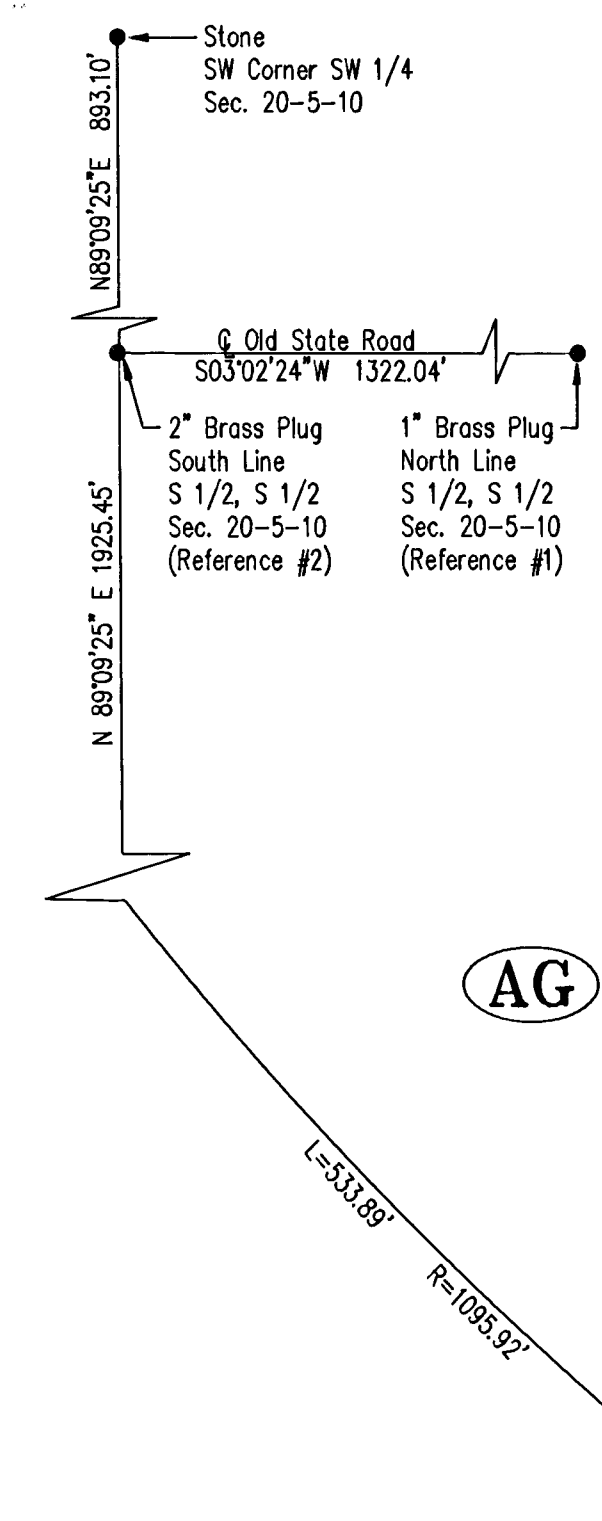 Stone
SW Corner SW 1/4
Sec. 20-5-10
N89°09'25"E 893.10'
℄ Old State Road
S03°02'24"W 1322.04'
2" Brass Plug
South Line
S 1/2, S 1/2
Sec. 20-5-10
(Reference #2)
1" Brass Plug
North Line
S 1/2, S 1/2
Sec. 20-5-10
(Reference #1)
N 89°09'25" E 1925.45'
AG
L=533.89'
R=1095.92'